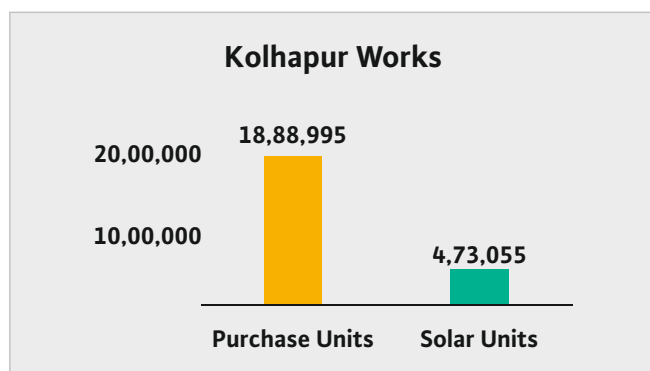 Kolhapur Works
18,88,995
20,00,000
10,00,000
4,73,055
Purchase Units
Solar Units